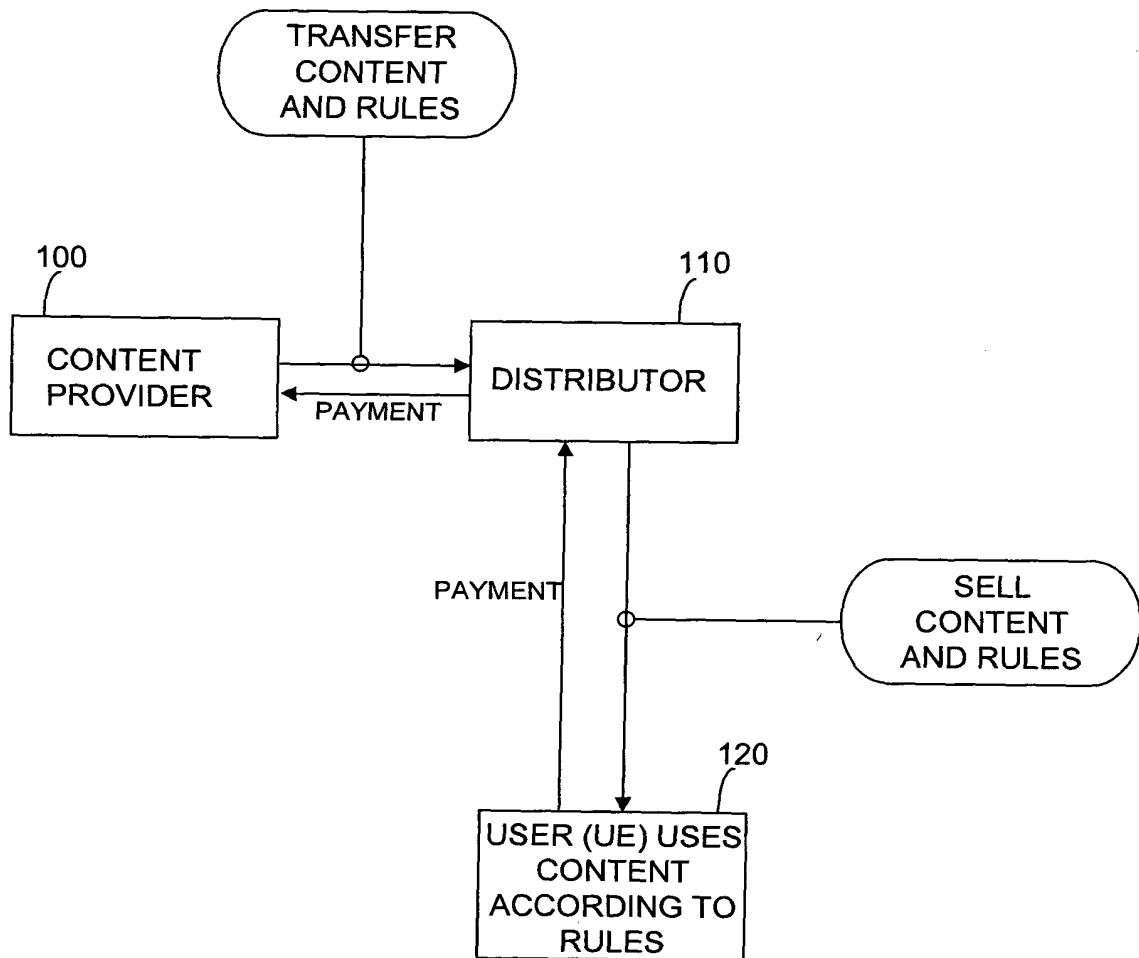 TRANSFER
CONTENT
AND RULES
100
110
CONTENT
PROVIDER
DISTRIBUTOR
PAYMENT
PAYMENT
SELL
CONTENT
AND RULES
120
USER (UE) USES
CONTENT
ACCORDING TO
RULES